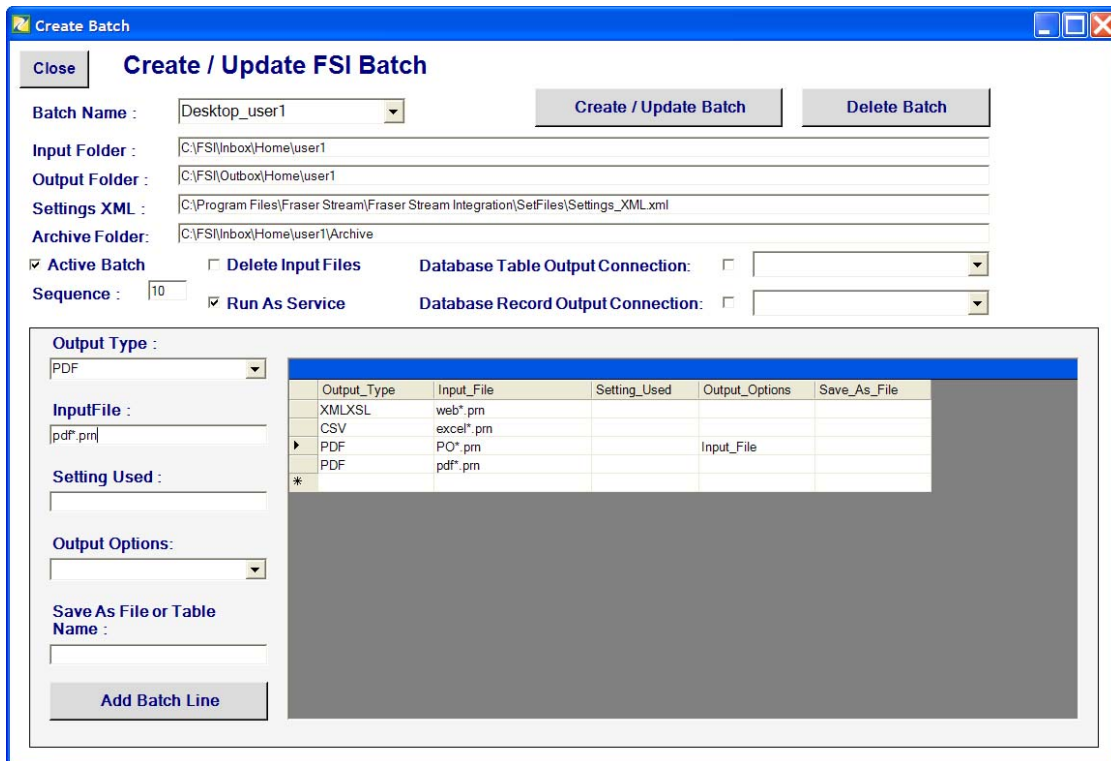 Create Batch
Close
Create / Update FSI Batch
Batch Name :
Desktop_user1
Create / Update Batch
Delete Batch
Input Folder :
C:\FSI\Inbox\Home\user1
Output Folder :
C:\FSI\Outbox\Home\user1
Settings XML :
C:\Program Files\Fraser Stream\Fraser Stream Integration\SetFiles\Settings_XML.xml
Archive Folder:
C:\FSI\Inbox\Home\user1\Archive
Active Batch
Delete Input Files
Database Table Output Connection:
Sequence :
10
Run As Service
Database Record Output Connection:
Output Type :
PDF
InputFile :
pdf*.prn
Setting Used :
Output Options:
Save As File or Table
Name :
Add Batch Line
Output_Type Input_File Setting_Used Output_Options Save_As_File
XMLXSL web*.prn
CSV excel*.prn
PDF PO*.prn Input_File
PDF pdf*.prn
*